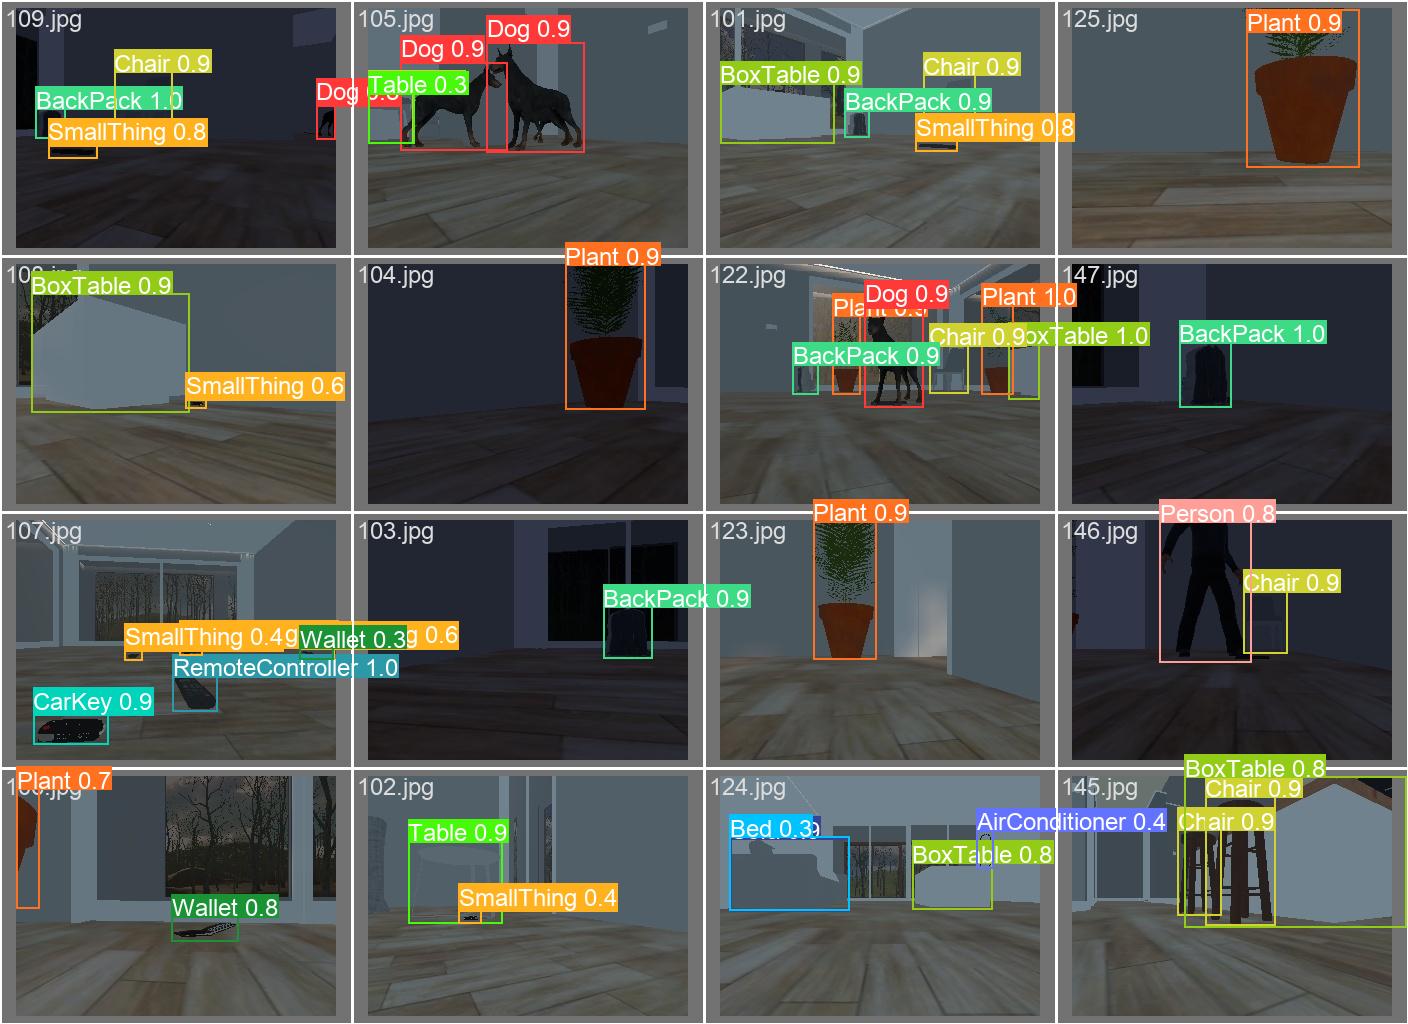 109.jpg
Chair 0.9
BackPack 1.0
SmallThing 0.8
Dog
105.jpg
Dog 0.9
Dog 0.9
Table 0.3
101.jpg
Chair 0.9
BoxTable 0.9
BackPack 0.9
SmallThing 0.8
125.jpg
Plant 0.9
BoxTable 0.9
SmallThing 0.6
104.jpg
Plant 0.9
122.jpg
Dog 0.9
Plant 1.0
Chair 0.9
oxTable 1.0
BackPack 0.9
147.jpg
BackPack 1.0
107.jpg
SmallThing 0.4
Wallet 0.3
g 0.6
RemoteController 1.0
CarKey 0.9
103.jpg
BackPack 0.9
123.jpg
Plant 0.9
146.jpg
Person 0.8
Chair 0.9
Plant 0.7
Wallet 0.8
102.jpg
Table 0.9
SmallThing 0.4
124.jpg
Bed 0.3
AirConditioner 0.4
BoxTable 0.8
145.jpg
BoxTable 0.8
Chair 0.9
Chair 0.9